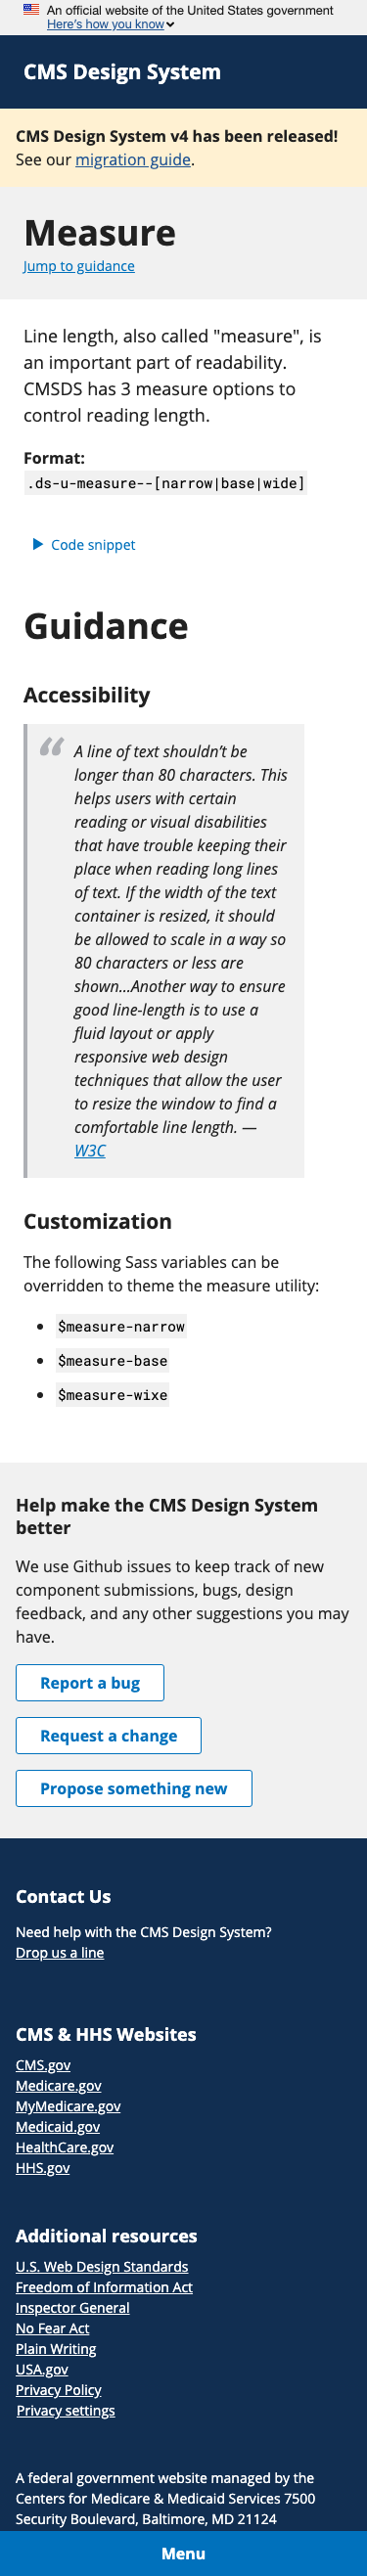 An official website of the United States government
Here's how you know
CMS Design System
CMS Design System v4 has been released!
See our migration guide.
Measure
Jump to guidance
Line length, also called "measure", is
an important part of readability.
CMSDS has 3 measure options to
control reading length.
Format:
.ds-u-measure--[narrow|base|wide]
Code snippet
Guidance
Accessibility
A line of text shouldn’t be
longer than 80 characters. This
helps users with certain
reading or visual disabilities
that have trouble keeping their
place when reading long lines
of text. If the width of the text
container is resized, it should
be allowed to scale in a way so
80 characters or less are
shown...Another way to ensure
good line-length is to use a
fluid layout or apply
responsive web design
techniques that allow the user
to resize the window to find a
comfortable line length. —
W3C
Customization
The following Sass variables can be
overridden to theme the measure utility:
$measure-narrow
$measure-base
$measure-wixe
Help make the CMS Design System
better
We use Github issues to keep track of new
component submissions, bugs, design
feedback, and any other suggestions you may
have.
Report a bug
Request a change
Propose something new
Contact Us
Need help with the CMS Design System?
Drop us a line
CMS & HHS Websites
CMS.gov
Medicare.gov
MyMedicare.gov
Medicaid.gov
HealthCare.gov
HHS.gov
Additional resources
U.S. Web Design Standards
Freedom of Information Act
Inspector General
No Fear Act
Plain Writing
USA.gov
Privacy Policy
Privacy settings
A federal government website managed by the
Centers for Medicare & Medicaid Services 7500
Security Boulevard, Baltimore, MD 21124
Menu